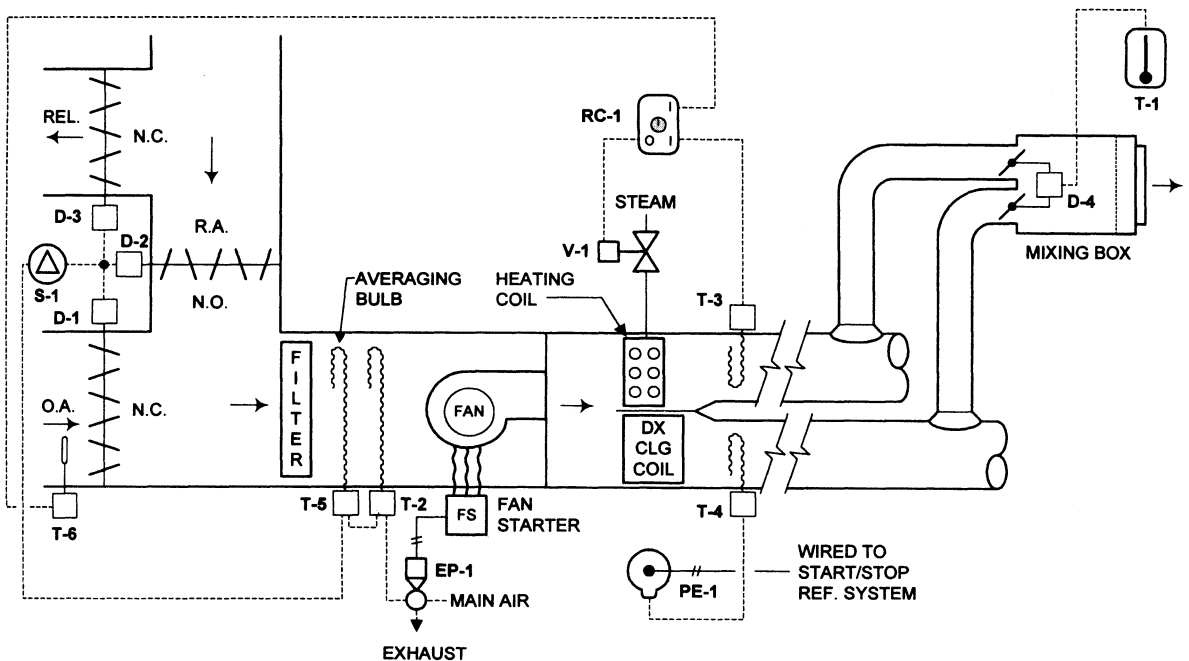 RC-1
T-1
REL.
N.C.
STEAM
D-3
D-2
R.A.
D-4
V-1
MIXING BOX
S-1
N.O.
AVERAGING
BULB
HEATING
COIL
T-3
D-1
FILTER
O.A.
N.C.
FAN
DX
CLG
COIL
T-5
T-2
FS
FAN
STARTER
T-4
T-6
EP-1
PE-1
WIRED TO
START/STOP
REF. SYSTEM
MAIN AIR
EXHAUST